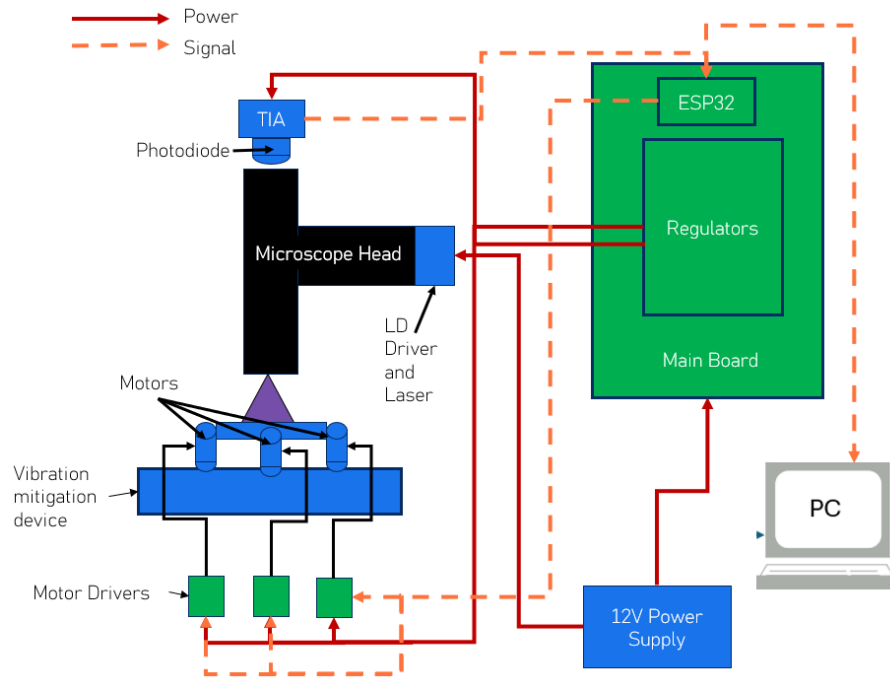 Power
Signal
TIA
Photodiode
ESP32
Regulators
Microscope Head
LD
Driver
and
Laser
Main Board
Motors
Vibration
mitigation
device
PC
Motor Drivers
12V Power
Supply